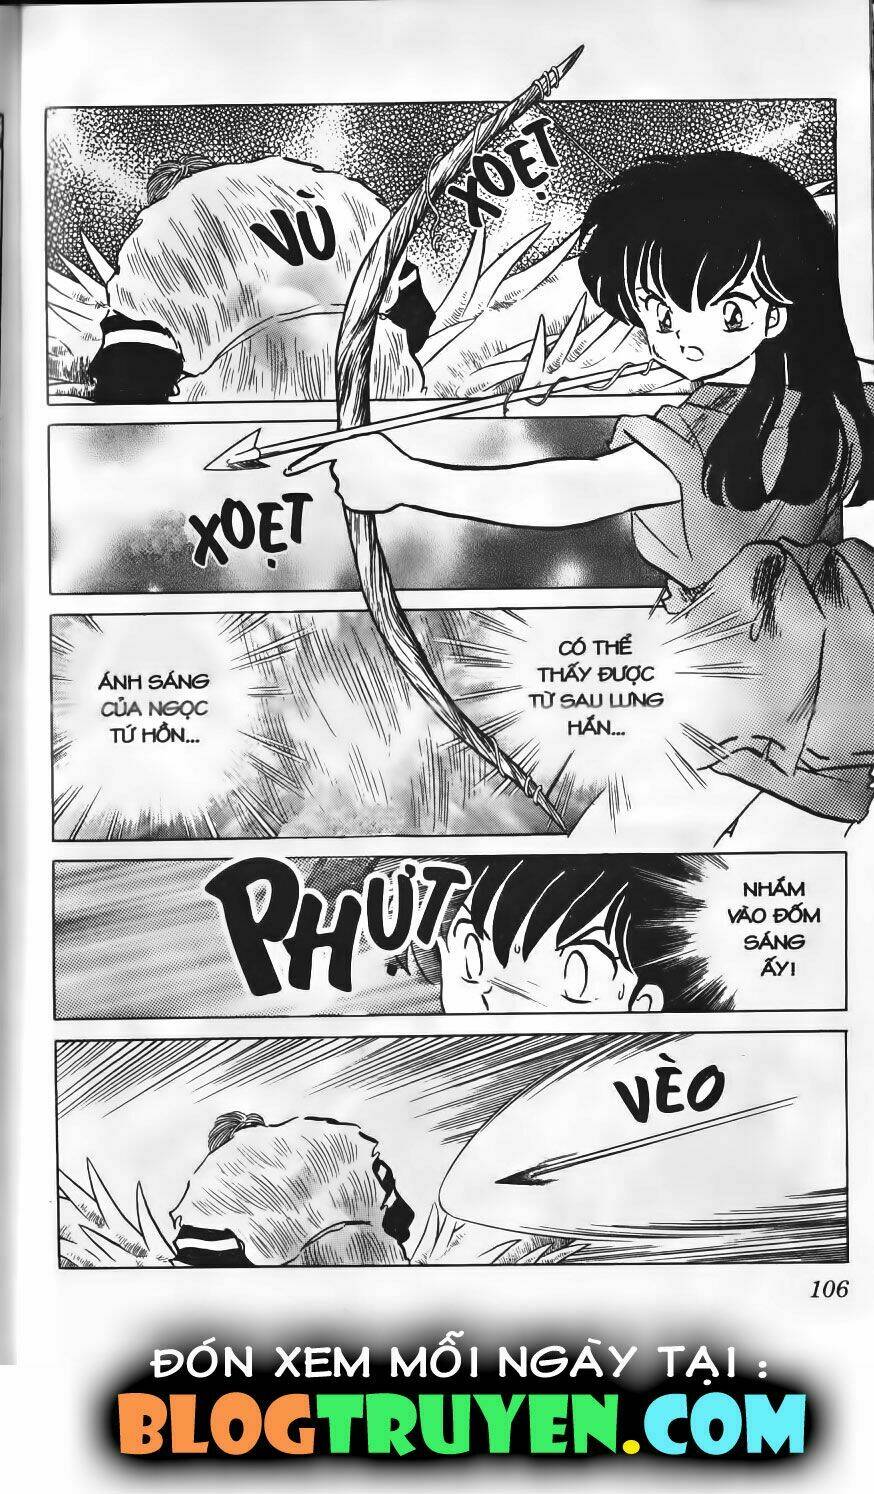 XOẸT
VÙ
XOẸT
CÓ THỂ
THẤY ĐƯỢC
TỪ SAU LƯNG
HẮN...
ÁNH SÁNG
CỦA NGỌC
TỨ HỒN...
NHẮM
VÀO ĐỐM
SÁNG
ẤY!
PHỰT
VÈO
106
ĐÓN XEM MỖI NGÀY TẠI :
BLOGTRUYEN.COM